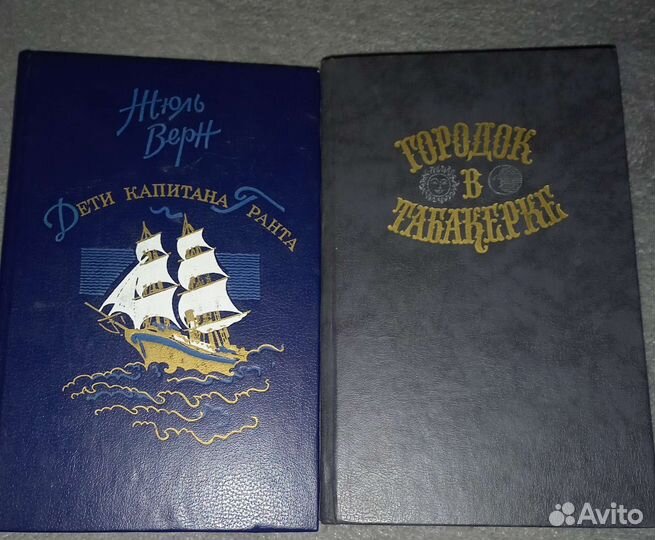 Жюль
Верн
Дети капитана Гранта
ГОРОДОК
В
ТАБАКЕРКЕ
Avito